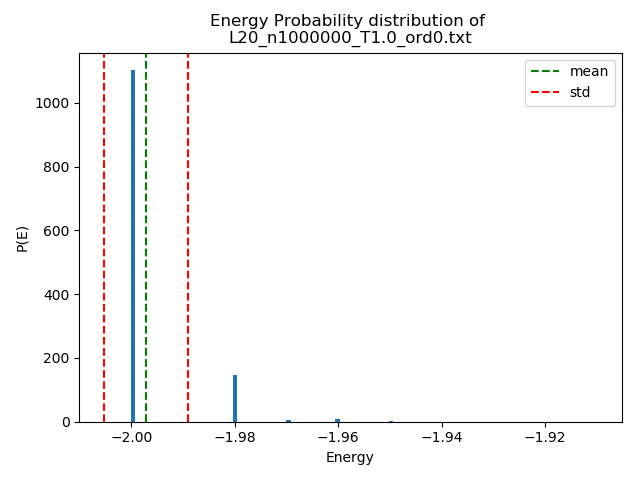 Energy Probability distribution of
L20_n1000000_T1.0_ord0.txt
mean
std
1000
800
600
400
200
0
P(E)
−2.00
−1.98
−1.96
−1.94
−1.92
Energy